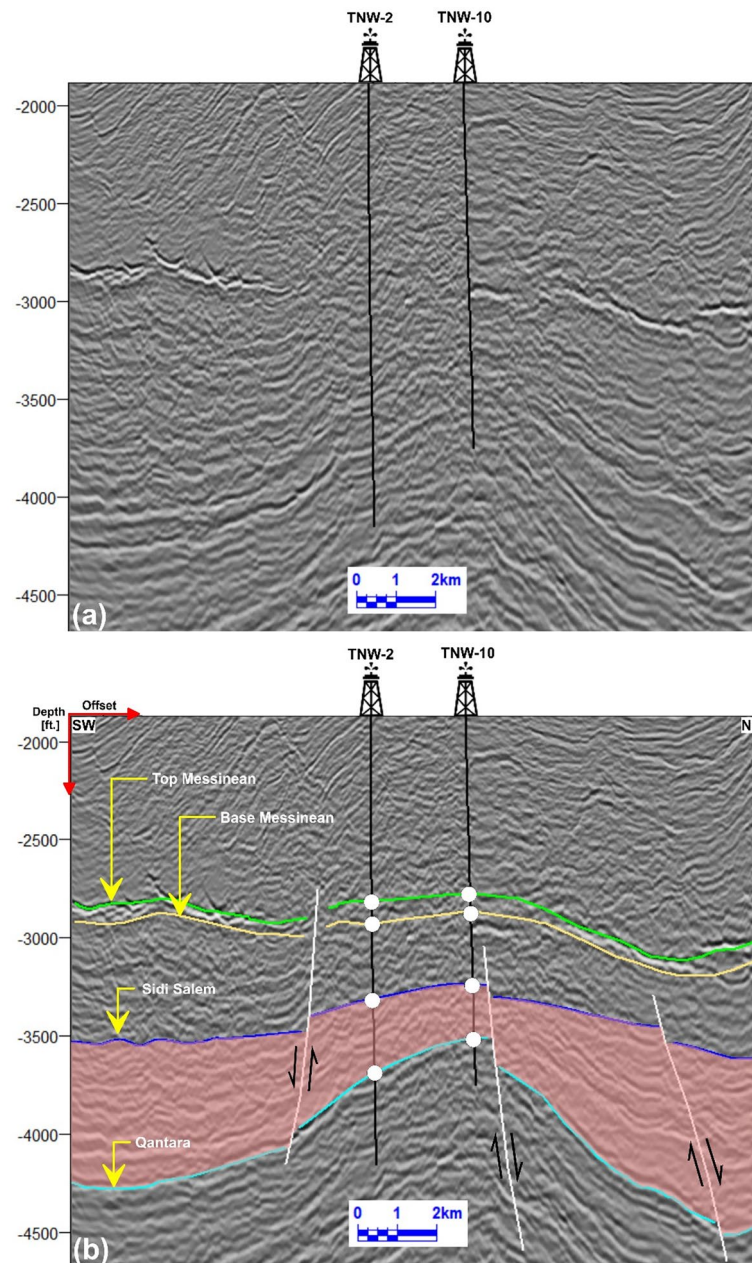 TNW-2 TNW-10
-2000
-2500
-3000
-3500
-4000
-4500
0 1 2km
(a)
TNW-2 TNW-10
Depth
[ft.]
Offset
SW N
-2000
Top Messinean
Base Messinean
-2500
-3000
Sidi Salem
-3500
-4000
Qantara
-4500
0 1 2km
(b)